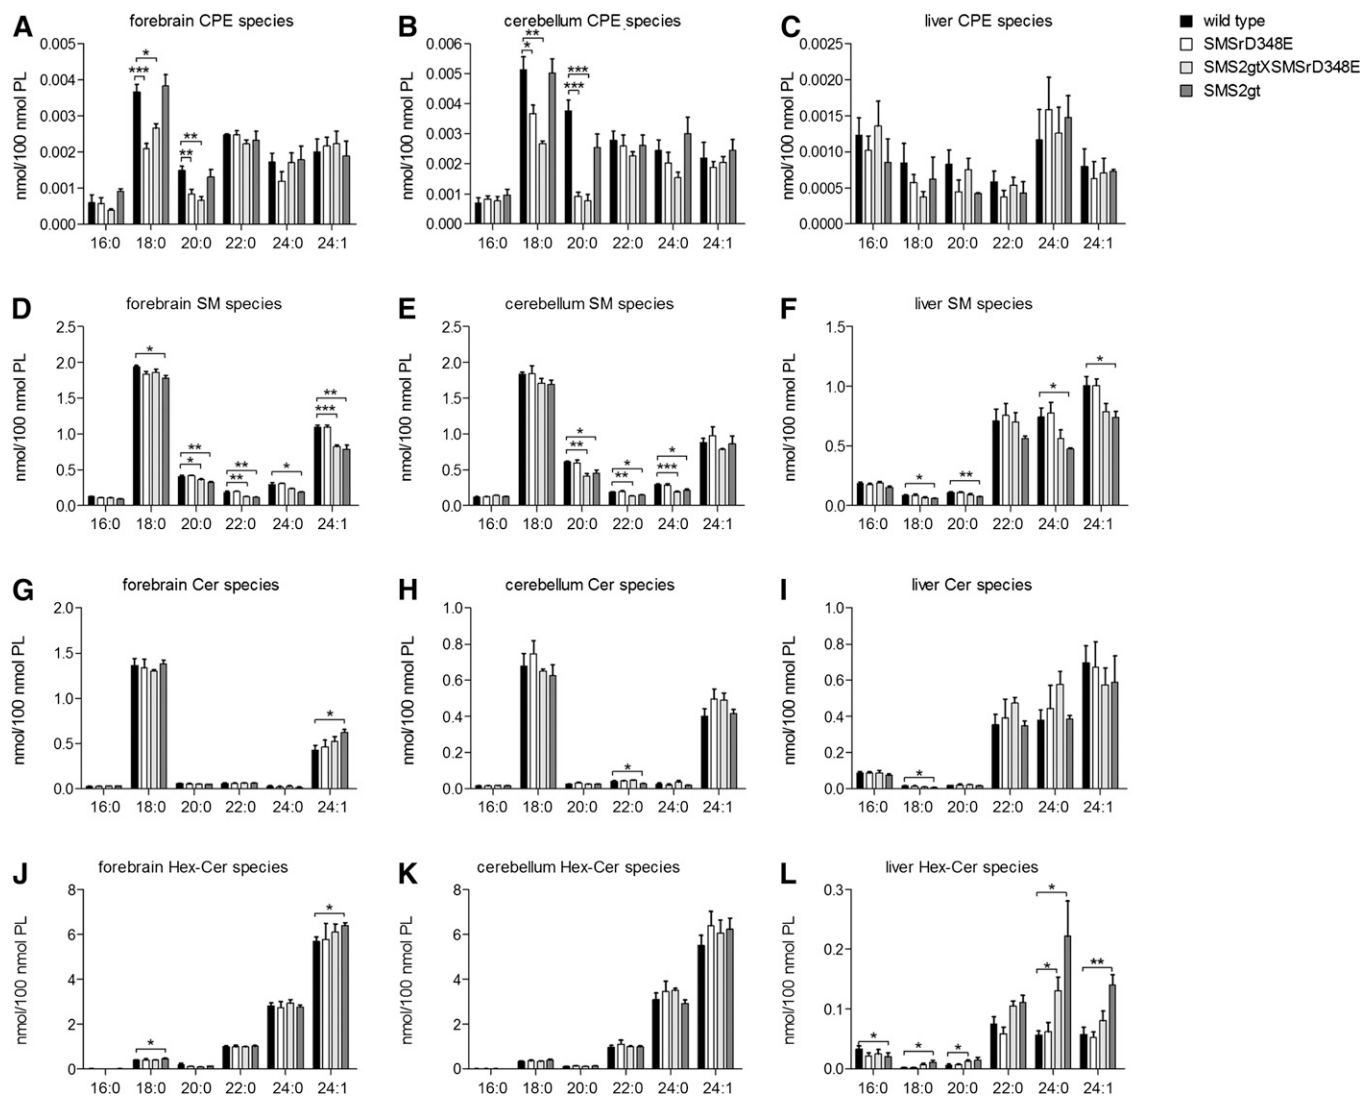 A forebrain CPE species
nmol/100 nmol PL
0.005
0.004
0.003
0.002
0.001
0.000
*
***
**
**
16:0 18:0 20:0 22:0 24:0 24:1
B cerebellum CPE species
nmol/100 nmol PL
0.006
0.005
0.004
0.003
0.002
0.001
0.000
**
*
***
***
16:0 18:0 20:0 22:0 24:0 24:1
C liver CPE species
nmol/100 nmol PL
0.0025
0.0020
0.0015
0.0010
0.0005
0.0000
16:0 18:0 20:0 22:0 24:0 24:1
wild type
SMSrD348E
SMS2gtXSMSrD348E
SMS2gt
D forebrain SM species
nmol/100 nmol PL
2.5
2.0
1.5
1.0
0.5
0.0
*
**
*
**
**
*
**
***
16:0 18:0 20:0 22:0 24:0 24:1
E cerebellum SM species
nmol/100 nmol PL
2.5
2.0
1.5
1.0
0.5
0.0
*
**
*
**
*
***
16:0 18:0 20:0 22:0 24:0 24:1
F liver SM species
nmol/100 nmol PL
1.5
1.0
0.5
0.0
*
**
*
*
16:0 18:0 20:0 22:0 24:0 24:1
G forebrain Cer species
nmol/100 nmol PL
2.0
1.5
1.0
0.5
0.0
*
16:0 18:0 20:0 22:0 24:0 24:1
H cerebellum Cer species
nmol/100 nmol PL
1.0
0.8
0.6
0.4
0.2
0.0
*
16:0 18:0 20:0 22:0 24:0 24:1
I liver Cer species
nmol/100 nmol PL
1.0
0.8
0.6
0.4
0.2
0.0
*
16:0 18:0 20:0 22:0 24:0 24:1
J forebrain Hex-Cer species
nmol/100 nmol PL
8
6
4
2
0
*
*
16:0 18:0 20:0 22:0 24:0 24:1
K cerebellum Hex-Cer species
nmol/100 nmol PL
8
6
4
2
0
16:0 18:0 20:0 22:0 24:0 24:1
L liver Hex-Cer species
nmol/100 nmol PL
0.3
0.2
0.1
0.0
*
*
*
*
*
**
16:0 18:0 20:0 22:0 24:0 24:1